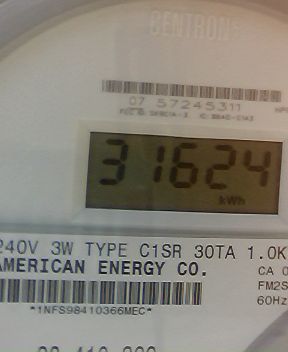 CENTRON
07 57245311
31624
kWh
240V 3W TYPE C1SR 30TA 1.0K
AMERICAN ENERGY CO.
CA 0
FM2S
60Hz
*1NFS98410366MEC*